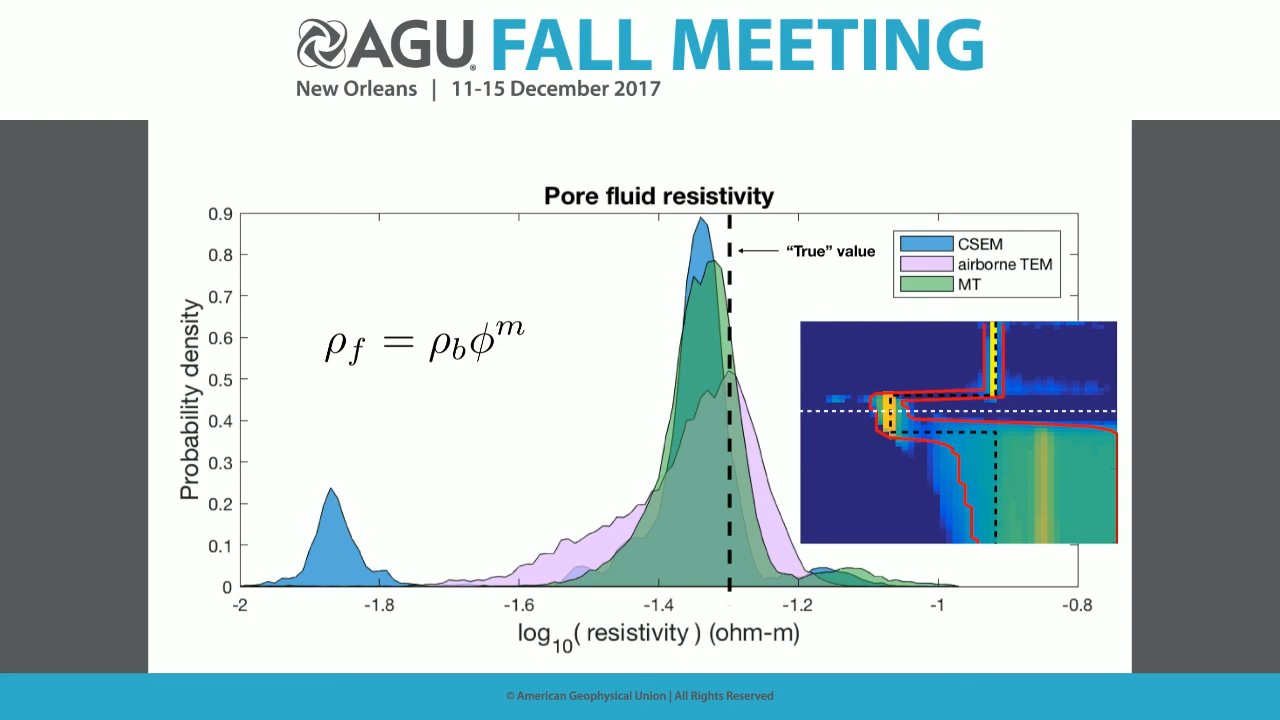 AGU FALL MEETING
New Orleans | 11-15 December 2017
Pore fluid resistivity
0.9
0.8
0.7
0.6
0.5
0.4
0.3
0.2
0.1
0
Probability density
ρf = ρbϕ^m
“True” value
CSEM
airborne TEM
MT
-2 -1.8 -1.6 -1.4 -1.2 -1 -0.8
log10( resistivity ) (ohm-m)
© American Geophysical Union | All Rights Reserved